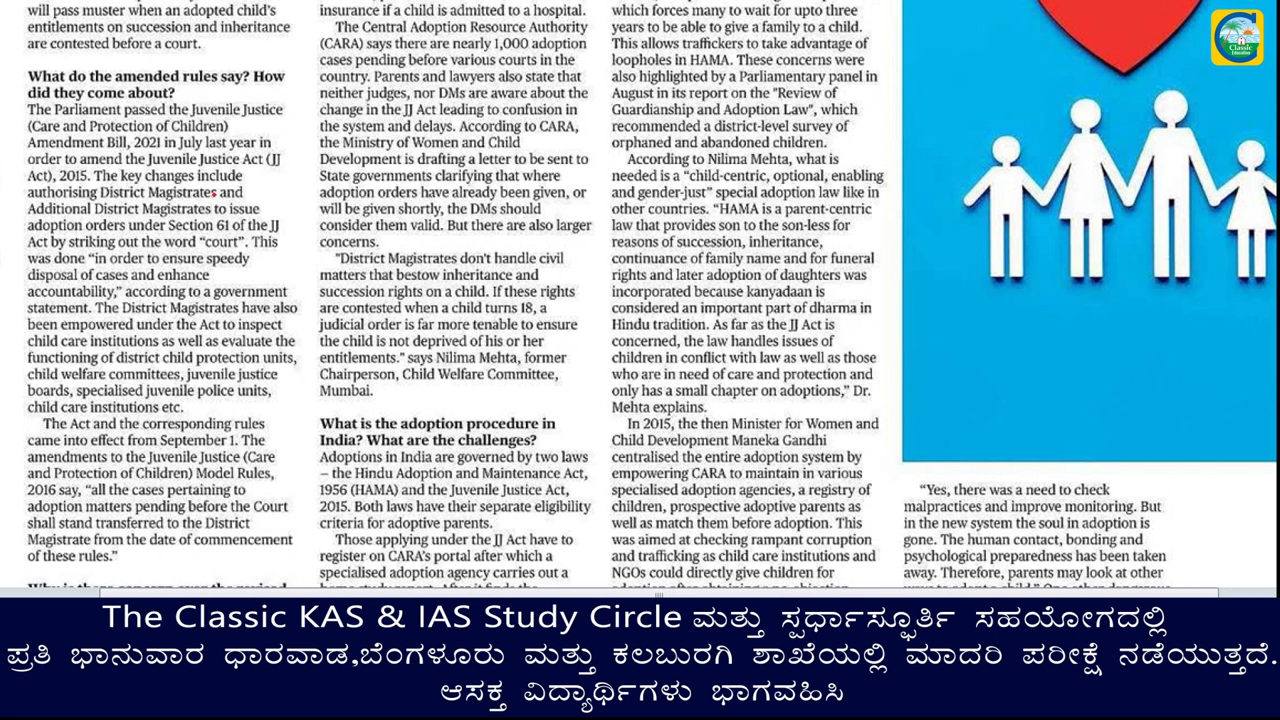 will pass muster when an adopted child's
entitlements on succession and inheritance
are contested before a court.
What do the amended rules say? How
did they come about?
The Parliament passed the Juvenile Justice
(Care and Protection of Children)
Amendment Bill, 2021 in July last year in
order to amend the Juvenile Justice Act (JJ
Act), 2015. The key changes include
authorising District Magistrates and
Additional District Magistrates to issue
adoption orders under Section 61 of the JJ
Act by striking out the word “court”. This
was done “in order to ensure speedy
disposal of cases and enhance
accountability,” according to a government
statement. The District Magistrates have also
been empowered under the Act to inspect
child care institutions as well as evaluate the
functioning of district child protection units,
child welfare committees, juvenile justice
boards, specialised juvenile police units,
child care institutions etc.
The Act and the corresponding rules
came into effect from September 1. The
amendments to the Juvenile Justice (Care
and Protection of Children) Model Rules,
2016 say, “all the cases pertaining to
adoption matters pending before the Court
shall stand transferred to the District
Magistrate from the date of commencement
of these rules.”
insurance if a child is admitted to a hospital.
The Central Adoption Resource Authority
(CARA) says there are nearly 1,000 adoption
cases pending before various courts in the
country. Parents and lawyers also state that
neither judges, nor DMs are aware about the
change in the JJ Act leading to confusion in
the system and delays. According to CARA,
the Ministry of Women and Child
Development is drafting a letter to be sent to
State governments clarifying that where
adoption orders have already been given, or
will be given shortly, the DMs should
consider them valid. But there are also larger
concerns.
"District Magistrates don't handle civil
matters that bestow inheritance and
succession rights on a child. If these rights
are contested when a child turns 18, a
judicial order is far more tenable to ensure
the child is not deprived of his or her
entitlements." says Nilima Mehta, former
Chairperson, Child Welfare Committee,
Mumbai.
What is the adoption procedure in
India? What are the challenges?
Adoptions in India are governed by two laws
– the Hindu Adoption and Maintenance Act,
1956 (HAMA) and the Juvenile Justice Act,
2015. Both laws have their separate eligibility
criteria for adoptive parents.
Those applying under the JJ Act have to
register on CARA's portal after which a
specialised adoption agency carries out a
which forces many to wait for upto three
years to be able to give a family to a child.
This allows traffickers to take advantage of
loopholes in HAMA. These concerns were
also highlighted by a Parliamentary panel in
August in its report on the "Review of
Guardianship and Adoption Law", which
recommended a district-level survey of
orphaned and abandoned children.
According to Nilima Mehta, what is
needed is a “child-centric, optional, enabling
and gender-just” special adoption law like in
other countries. “HAMA is a parent-centric
law that provides son to the son-less for
reasons of succession, inheritance,
continuance of family name and for funeral
rights and later adoption of daughters was
incorporated because kanyadaan is
considered an important part of dharma in
Hindu tradition. As far as the JJ Act is
concerned, the law handles issues of
children in conflict with law as well as those
who are in need of care and protection and
only has a small chapter on adoptions,” Dr.
Mehta explains.
In 2015, the then Minister for Women and
Child Development Maneka Gandhi
centralised the entire adoption system by
empowering CARA to maintain in various
specialised adoption agencies, a registry of
children, prospective adoptive parents as
well as match them before adoption. This
was aimed at checking rampant corruption
and trafficking as child care institutions and
NGOs could directly give children for
“Yes, there was a need to check
malpractices and improve monitoring. But
in the new system the soul in adoption is
gone. The human contact, bonding and
psychological preparedness has been taken
away. Therefore, parents may look at other
Classic
Education
The Classic KAS & IAS Study Circle ಮತ್ತು ಸ್ಪರ್ಧಾಸ್ಫೂರ್ತಿ ಸಹಯೋಗದಲ್ಲಿ
ಪ್ರತಿ ಭಾನುವಾರ ಧಾರವಾಡ,ಬೆಂಗಳೂರು ಮತ್ತು ಕಲಬುರಗಿ ಶಾಖೆಯಲ್ಲಿ ಮಾದರಿ ಪರೀಕ್ಷೆ ನಡೆಯುತ್ತದೆ.
ಆಸಕ್ತ ವಿದ್ಯಾರ್ಥಿಗಳು ಭಾಗವಹಿಸಿ